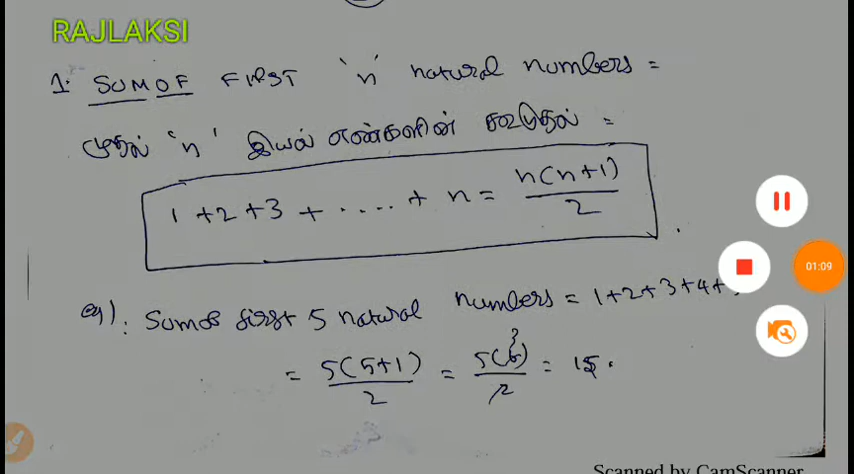 RAJLAKSI
1. SUM OF FIRST 'n' natural numbers =
முதல் 'n' இயல் எண்களின் கூடுதல் =
1 + 2 + 3 + ..... + n = n(n+1)/2 .
eg). Sum of first 5 natural numbers = 1+2+3+4+
= 5(5+1)/2 = 5(6)/2 = 15.
3
01:09
Scanned by CamScanner